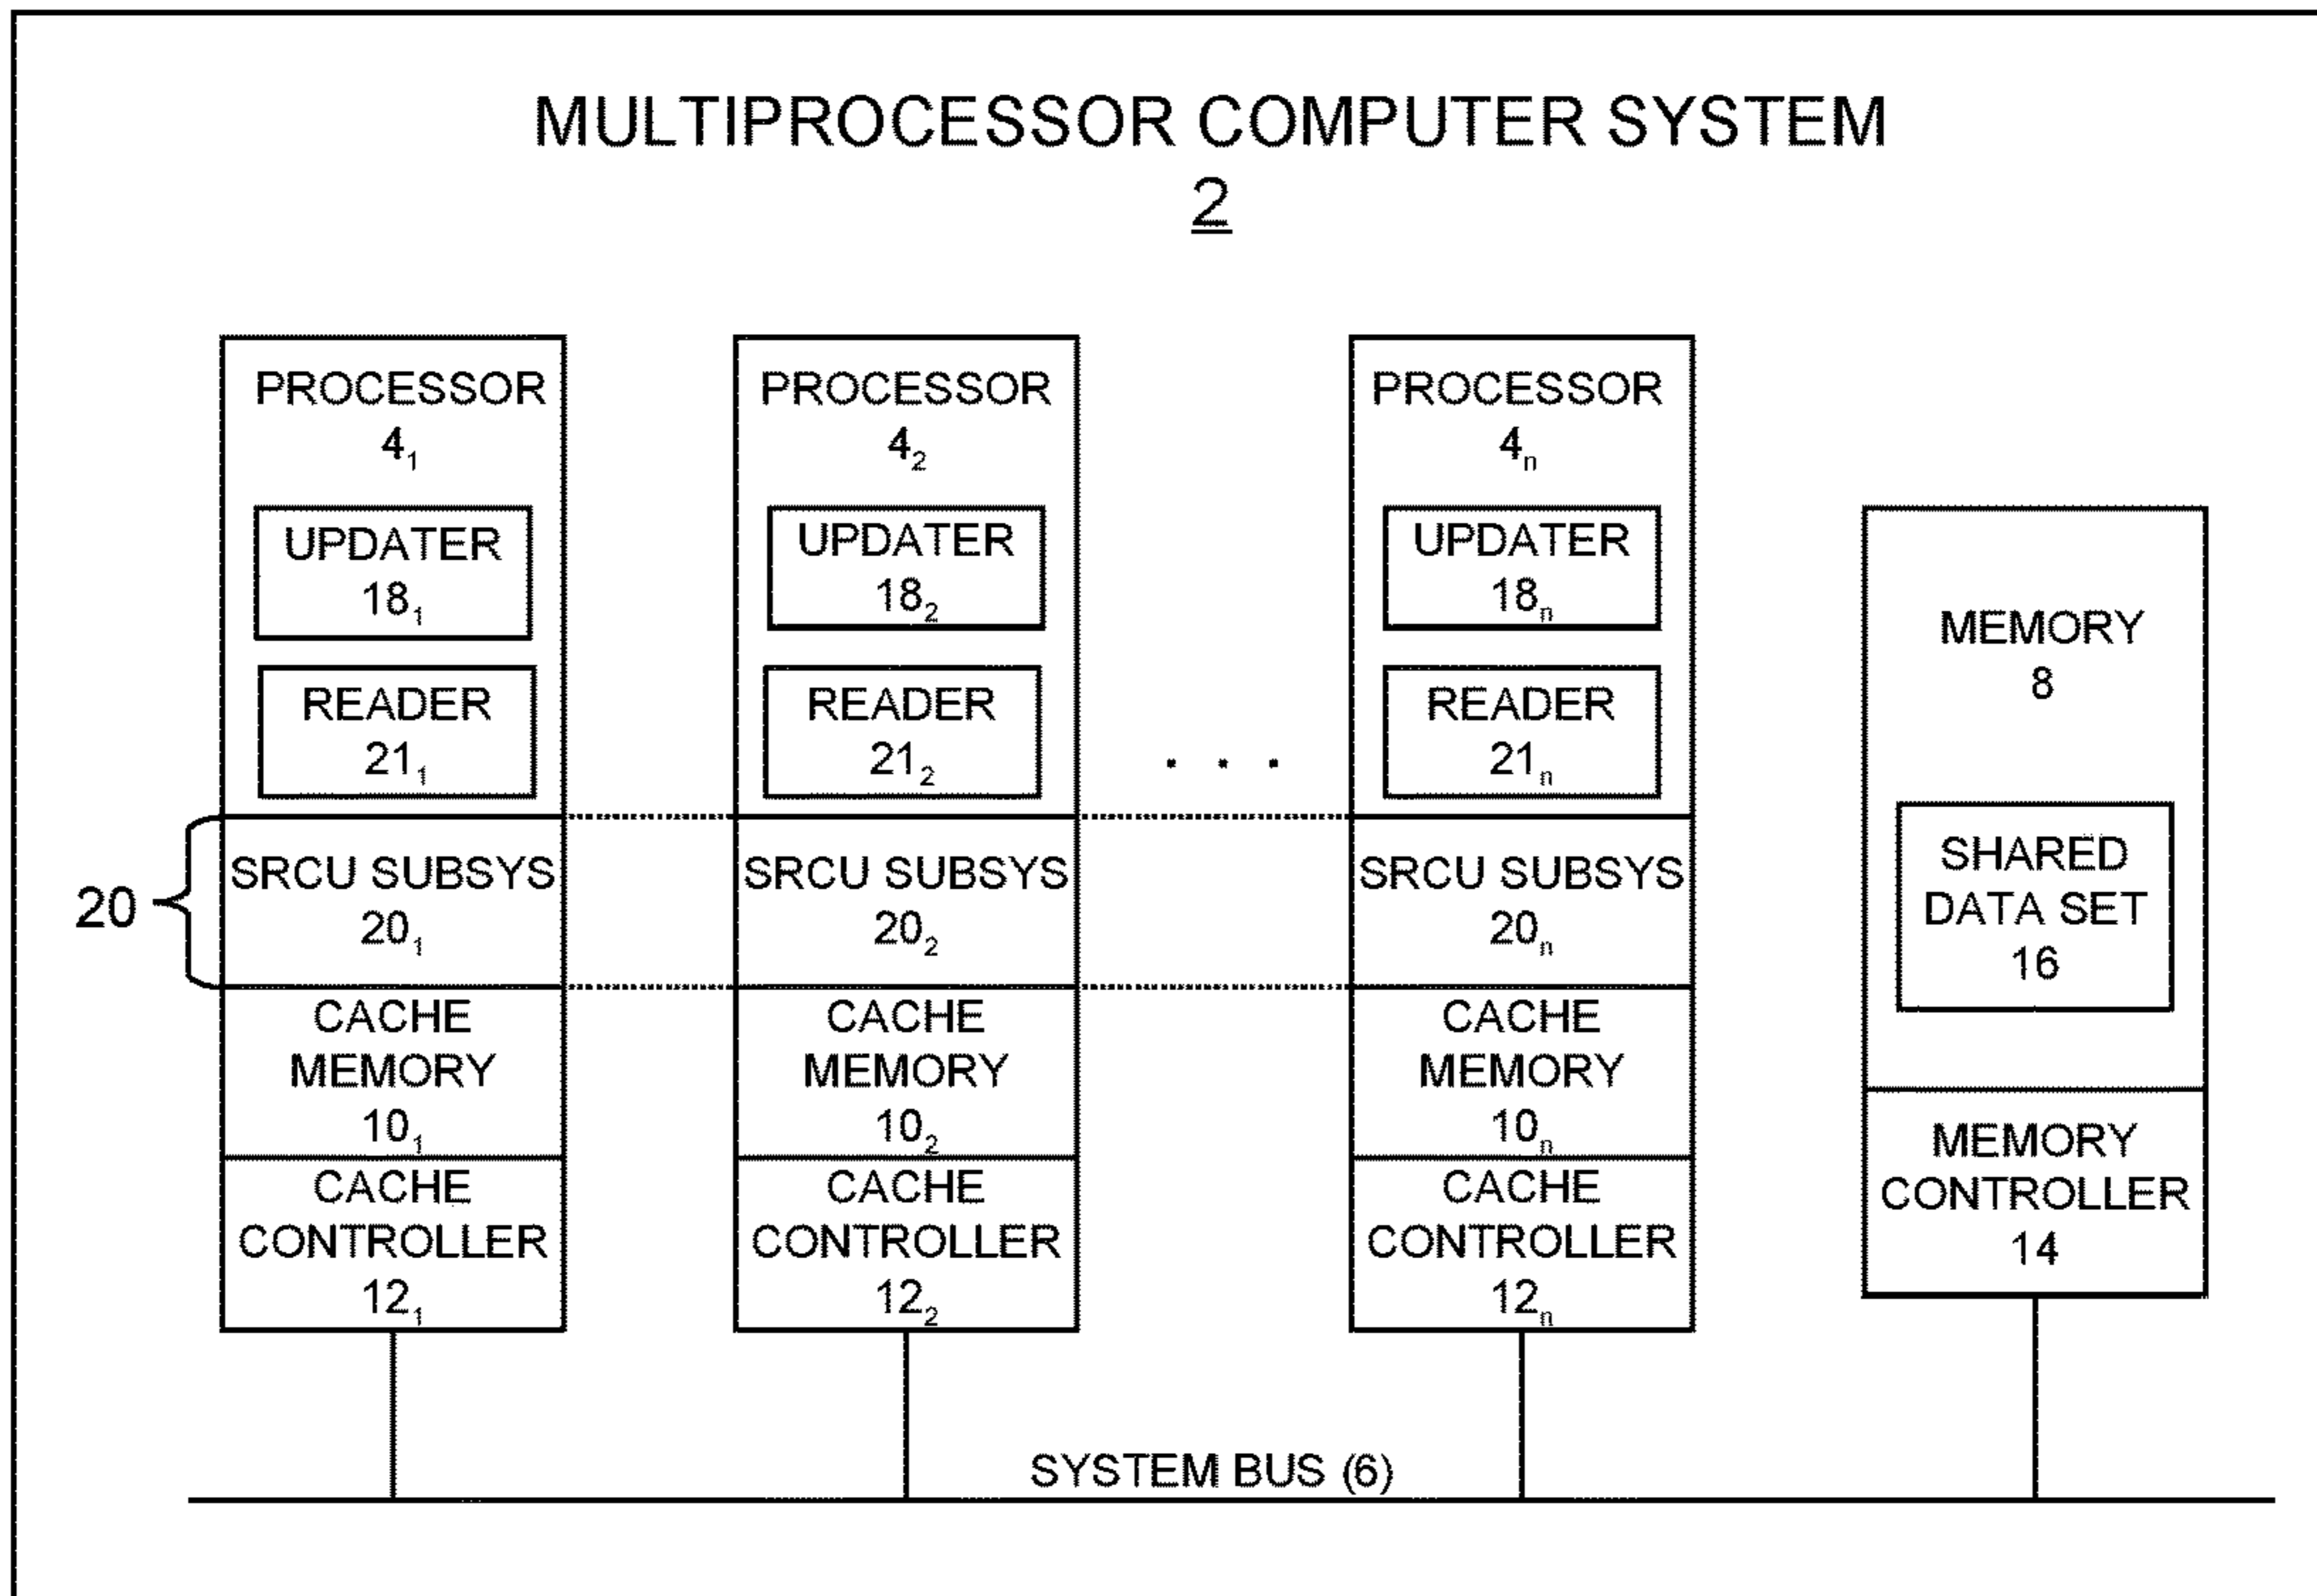 MULTIPROCESSOR COMPUTER SYSTEM
2
PROCESSOR
4₁
UPDATER
18₁
READER
21₁
SRCU SUBSYS
20₁
CACHE
MEMORY
10₁
CACHE
CONTROLLER
12₁
20
PROCESSOR
4₂
UPDATER
18₂
READER
21₂
SRCU SUBSYS
20₂
CACHE
MEMORY
10₂
CACHE
CONTROLLER
12₂
. . .
PROCESSOR
4ₙ
UPDATER
18ₙ
READER
21ₙ
SRCU SUBSYS
20ₙ
CACHE
MEMORY
10ₙ
CACHE
CONTROLLER
12ₙ
MEMORY
8
SHARED
DATA SET
16
MEMORY
CONTROLLER
14
SYSTEM BUS (6)